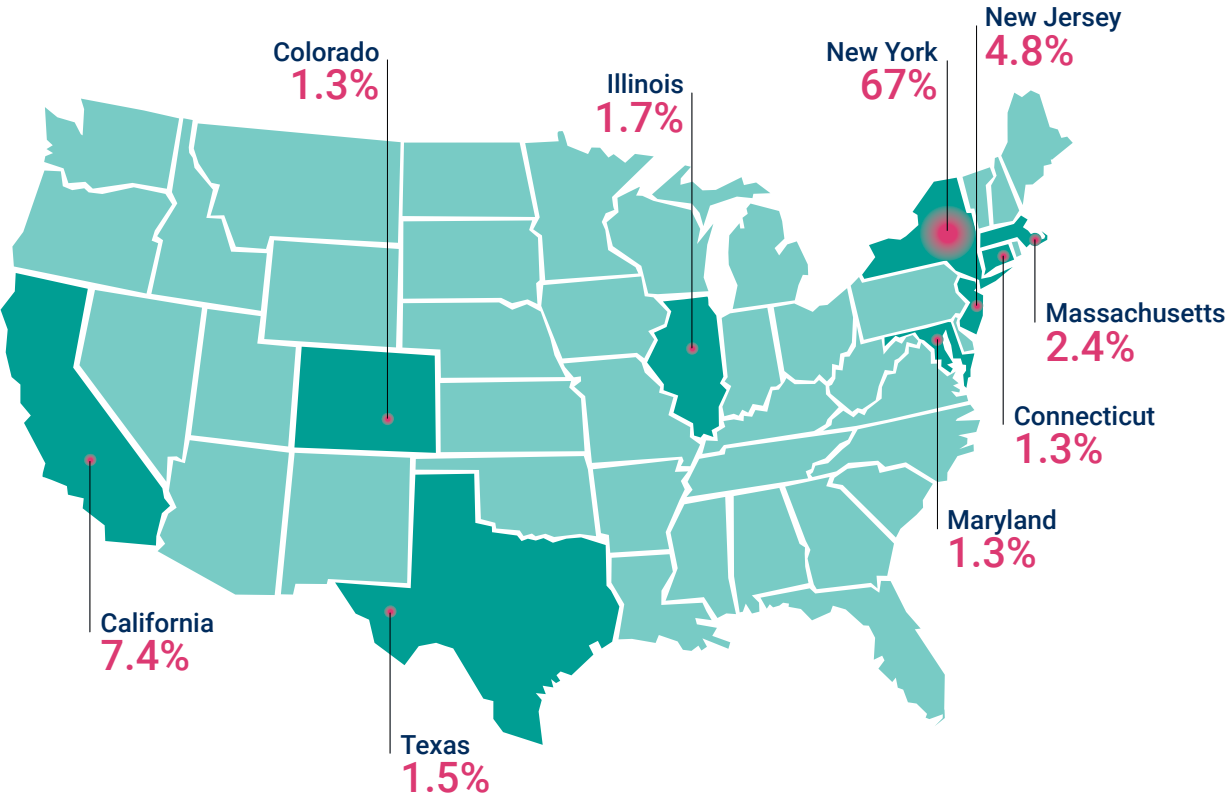 New Jersey
4.8%
New York
67%
Colorado
1.3%
Illinois
1.7%
Massachusetts
2.4%
Connecticut
1.3%
Maryland
1.3%
California
7.4%
Texas
1.5%